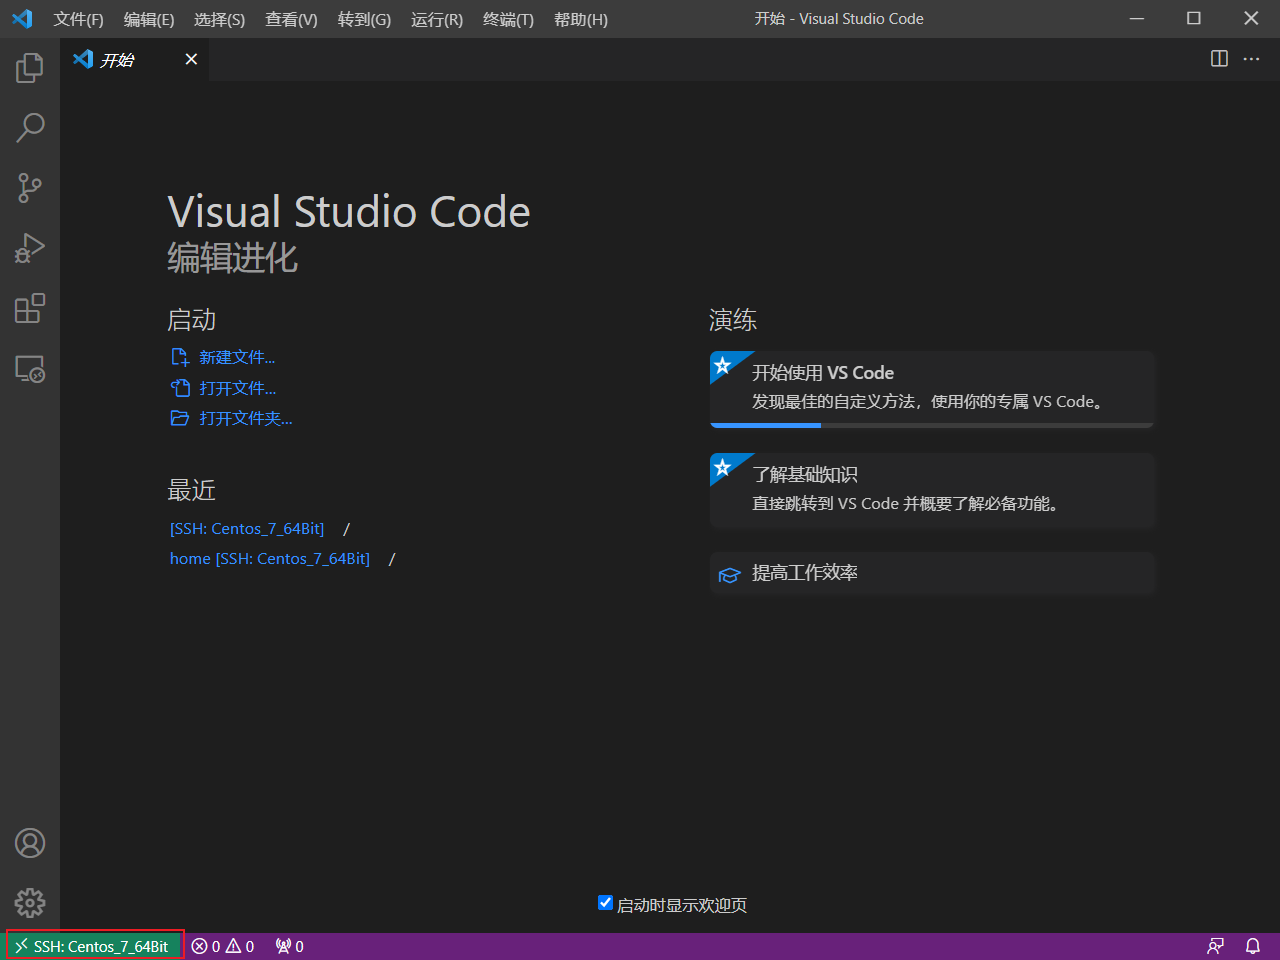 文件(F) 编辑(E) 选择(S) 查看(V) 转到(G) 运行(R) 终端(T) 帮助(H) 开始 - Visual Studio Code
开始
Visual Studio Code
编辑进化
启动
新建文件...
打开文件...
打开文件夹...
最近
[SSH: Centos_7_64Bit] /
home [SSH: Centos_7_64Bit] /
演练
开始使用 VS Code
发现最佳的自定义方法，使用你的专属 VS Code。
了解基础知识
直接跳转到 VS Code 并概要了解必备功能。
提高工作效率
启动时显示欢迎页
SSH: Centos_7_64Bit 0 0 0